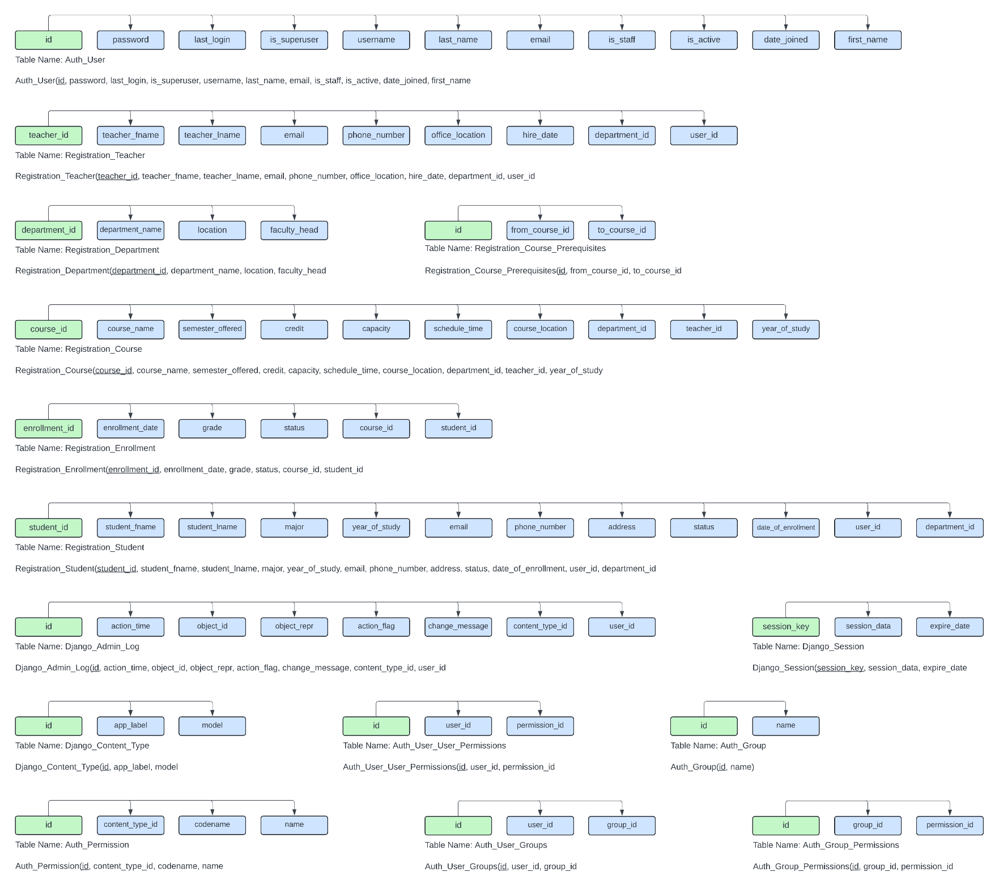 id password last_login is_superuser username last_name email is_staff is_active date_joined first_name
Table Name: Auth_User
Auth_User(id, password, last_login, is_superuser, username, last_name, email, is_staff, is_active, date_joined, first_name
teacher_id teacher_fname teacher_lname email phone_number office_location hire_date department_id user_id
Table Name: Registration_Teacher
Registration_Teacher(teacher_id, teacher_fname, teacher_lname, email, phone_number, office_location, hire_date, department_id, user_id
department_id department_name location faculty_head
Table Name: Registration_Department
Registration_Department(department_id, department_name, location, faculty_head
id from_course_id to_course_id
Table Name: Registration_Course_Prerequisites
Registration_Course_Prerequisites(id, from_course_id, to_course_id
course_id course_name semester_offered credit capacity schedule_time course_location department_id teacher_id year_of_study
Table Name: Registration_Course
Registration_Course(course_id, course_name, semester_offered, credit, capacity, schedule_time, course_location, department_id, teacher_id, year_of_study
enrollment_id enrollment_date grade status course_id student_id
Table Name: Registration_Enrollment
Registration_Enrollment(enrollment_id, enrollment_date, grade, status, course_id, student_id
student_id student_fname student_lname major year_of_study email phone_number address status date_of_enrollment user_id department_id
Table Name: Registration_Student
Registration_Student(student_id, student_fname, student_lname, major, year_of_study, email, phone_number, address, status, date_of_enrollment, user_id, department_id
id action_time object_id object_repr action_flag change_message content_type_id user_id
Table Name: Django_Admin_Log
Django_Admin_Log(id, action_time, object_id, object_repr, action_flag, change_message, content_type_id, user_id
session_key session_data expire_date
Table Name: Django_Session
Django_Session(session_key, session_data, expire_date
id app_label model
Table Name: Django_Content_Type
Django_Content_Type(id, app_label, model
id user_id permission_id
Table Name: Auth_User_User_Permissions
Auth_User_User_Permissions(id, user_id, permission_id
id name
Table Name: Auth_Group
Auth_Group(id, name)
id content_type_id codename name
Table Name: Auth_Permission
Auth_Permission(id, content_type_id, codename, name
id user_id group_id
Table Name: Auth_User_Groups
Auth_User_Groups(id, user_id, group_id
id group_id permission_id
Table Name: Auth_Group_Permissions
Auth_Group_Permissions(id, group_id, permission_id